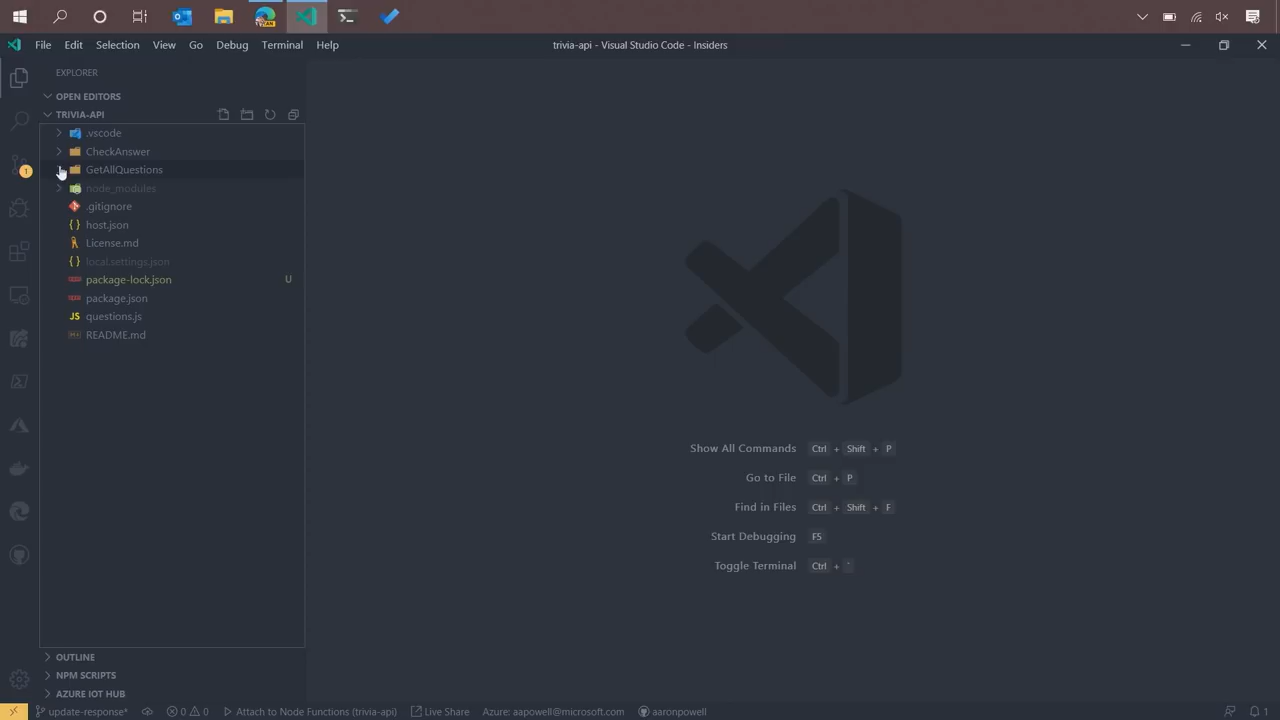 File Edit Selection View Go Debug Terminal Help
trivia-api - Visual Studio Code - Insiders
EXPLORER
OPEN EDITORS
TRIVIA-API
.vscode
CheckAnswer
GetAllQuestions
1
node_modules
.gitignore
{ } host.json
License.md
{ } local.settings.json
package-lock.json U
package.json
JS questions.js
README.md
Show All Commands Ctrl + Shift + P
Go to File Ctrl + P
Find in Files Ctrl + Shift + F
Start Debugging F5
Toggle Terminal Ctrl + `
OUTLINE
NPM SCRIPTS
AZURE IOT HUB
update-response* 0 0 Attach to Node Functions (trivia-api) Live Share Azure: aapowell@microsoft.com aaronpowell 1